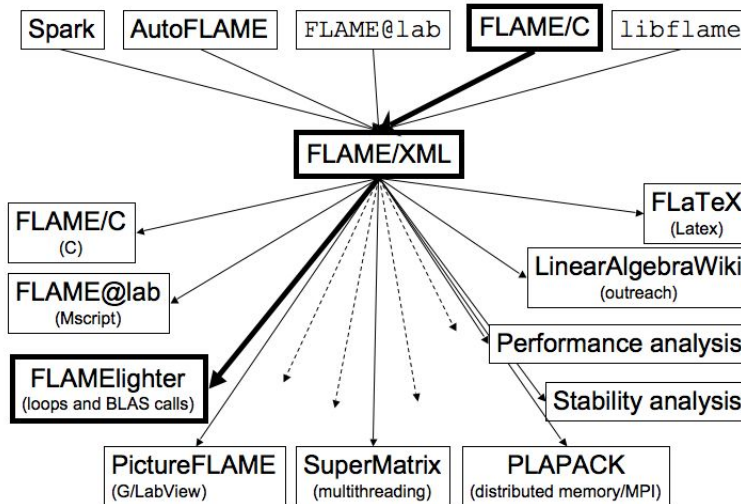 Spark
AutoFLAME
FLAME@lab
FLAME/C
libflame
FLAME/XML
FLAME/C
(C)
FLAME@lab
(Mscript)
FLAMElighter
(loops and BLAS calls)
PictureFLAME
(G/LabView)
SuperMatrix
(multithreading)
PLAPACK
(distributed memory/MPI)
FLaTeX
(Latex)
LinearAlgebraWiki
(outreach)
Performance analysis
Stability analysis